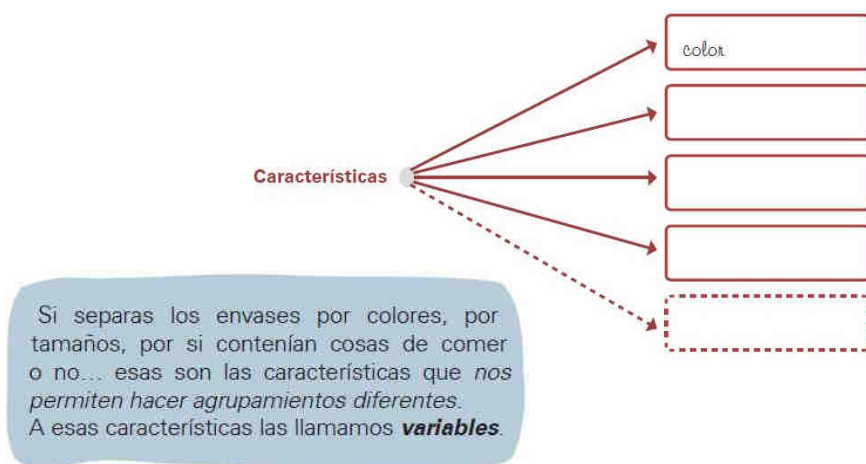 color
Características
Si separas los envases por colores, por
tamaños, por si contenían cosas de comer
o no... esas son las características que nos
permiten hacer agrupamientos diferentes.
A esas características las llamamos variables.